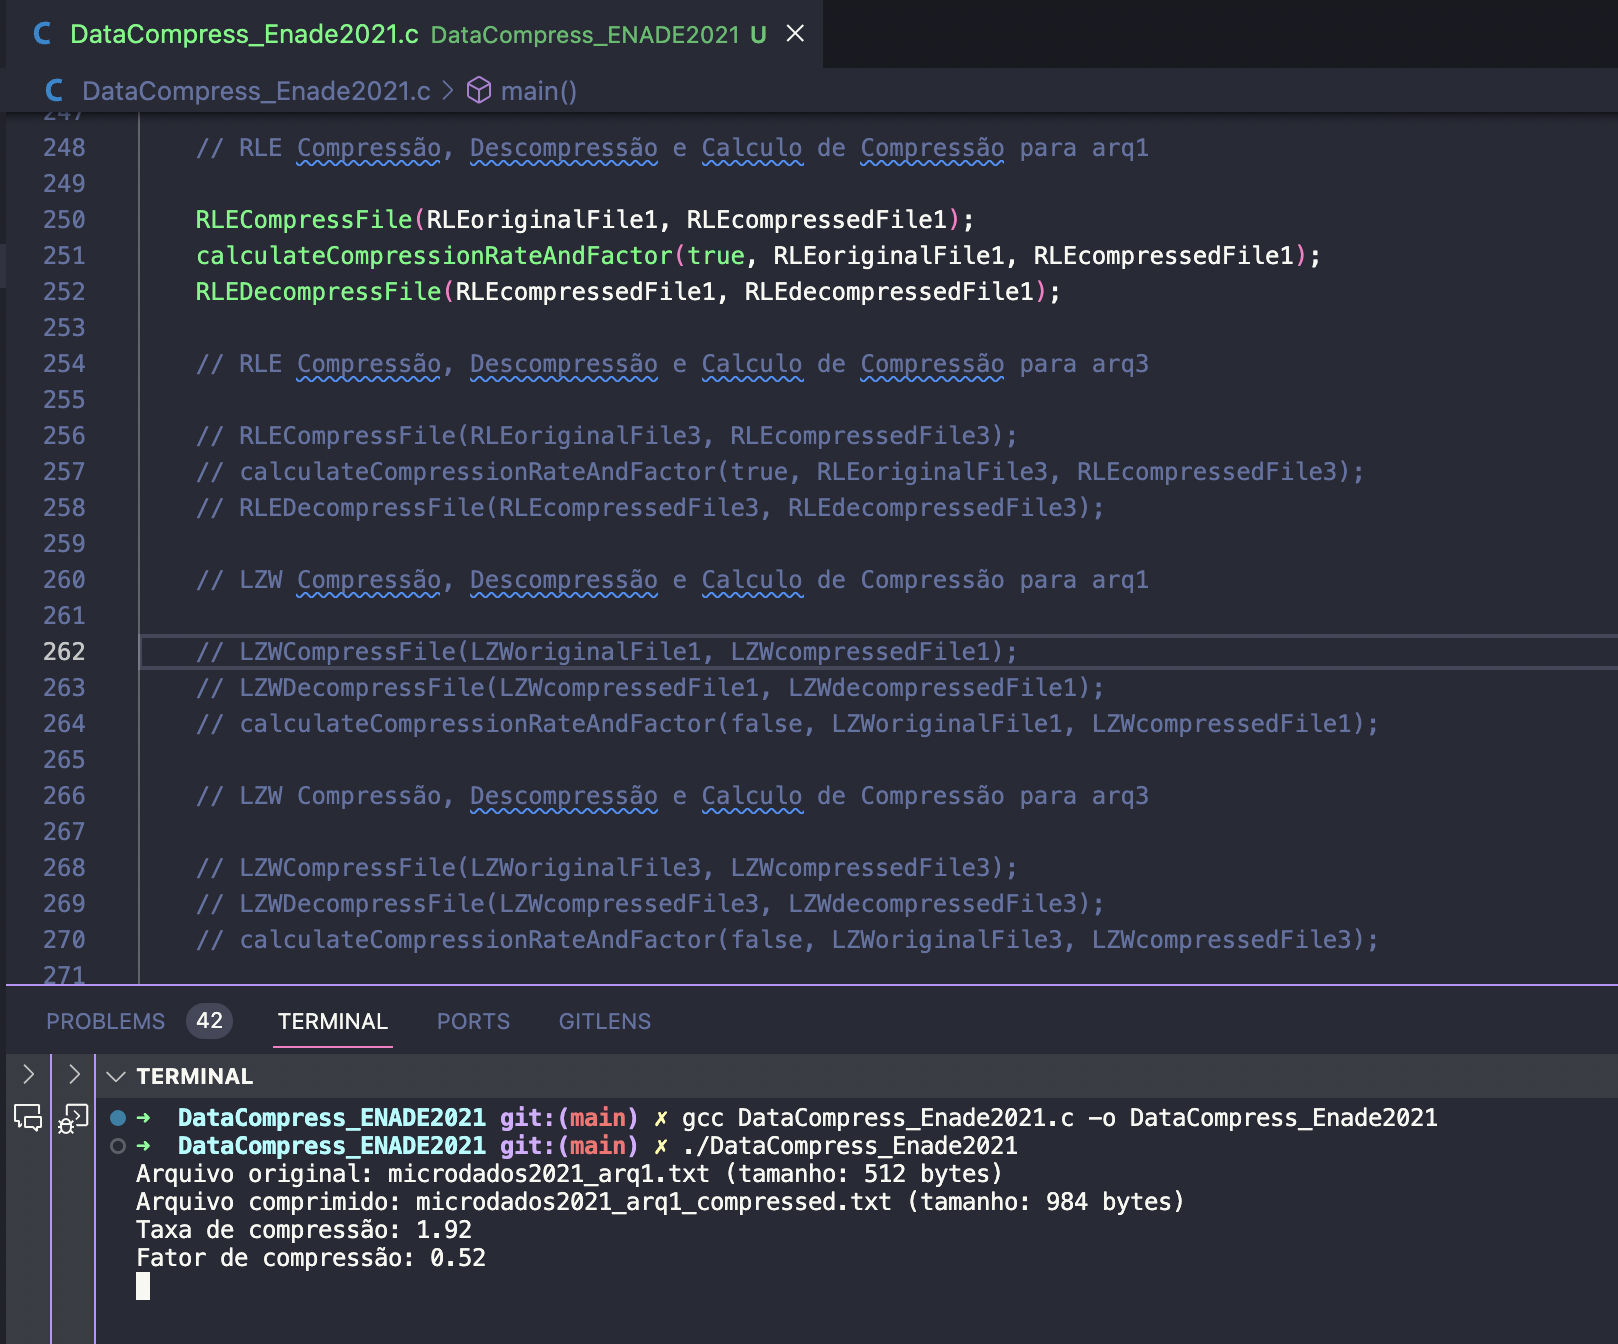 C DataCompress_Enade2021.c DataCompress_ENADE2021 U
C DataCompress_Enade2021.c > main()
247
248 // RLE Compressão, Descompressão e Calculo de Compressão para arq1
249
250 RLECompressFile(RLEoriginalFile1, RLEcompressedFile1);
251 calculateCompressionRateAndFactor(true, RLEoriginalFile1, RLEcompressedFile1);
252 RLEDecompressFile(RLEcompressedFile1, RLEdecompressedFile1);
253
254 // RLE Compressão, Descompressão e Calculo de Compressão para arq3
255
256 // RLECompressFile(RLEoriginalFile3, RLEcompressedFile3);
257 // calculateCompressionRateAndFactor(true, RLEoriginalFile3, RLEcompressedFile3);
258 // RLEDecompressFile(RLEcompressedFile3, RLEdecompressedFile3);
259
260 // LZW Compressão, Descompressão e Calculo de Compressão para arq1
261
262 // LZWCompressFile(LZWoriginalFile1, LZWcompressedFile1);
263 // LZWDecompressFile(LZWcompressedFile1, LZWdecompressedFile1);
264 // calculateCompressionRateAndFactor(false, LZWoriginalFile1, LZWcompressedFile1);
265
266 // LZW Compressão, Descompressão e Calculo de Compressão para arq3
267
268 // LZWCompressFile(LZWoriginalFile3, LZWcompressedFile3);
269 // LZWDecompressFile(LZWcompressedFile3, LZWdecompressedFile3);
270 // calculateCompressionRateAndFactor(false, LZWoriginalFile3, LZWcompressedFile3);
271
PROBLEMS 42 TERMINAL PORTS GITLENS
TERMINAL
➜ DataCompress_ENADE2021 git:(main) ✗ gcc DataCompress_Enade2021.c -o DataCompress_Enade2021
➜ DataCompress_ENADE2021 git:(main) ✗ ./DataCompress_Enade2021
Arquivo original: microdados2021_arq1.txt (tamanho: 512 bytes)
Arquivo comprimido: microdados2021_arq1_compressed.txt (tamanho: 984 bytes)
Taxa de compressão: 1.92
Fator de compressão: 0.52